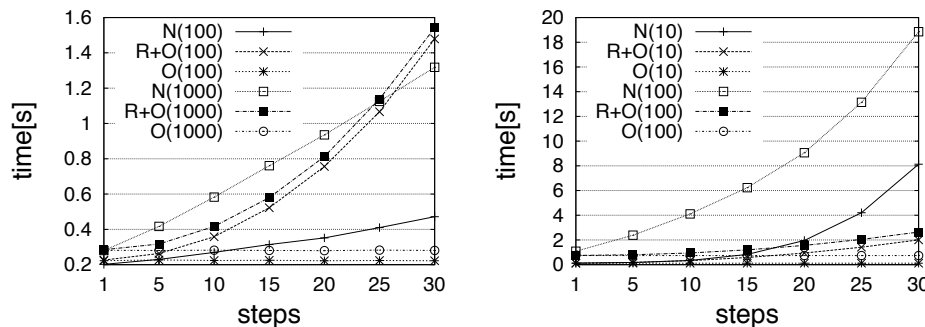 time[s]
1.6
1.4
1.2
1
0.8
0.6
0.4
0.2
N(100)
R+O(100)
O(100)
N(1000)
R+O(1000)
O(1000)
1 5 10 15 20 25 30
steps
time[s]
20
18
16
14
12
10
8
6
4
2
0
N(10)
R+O(10)
O(10)
N(100)
R+O(100)
O(100)
1 5 10 15 20 25 30
steps